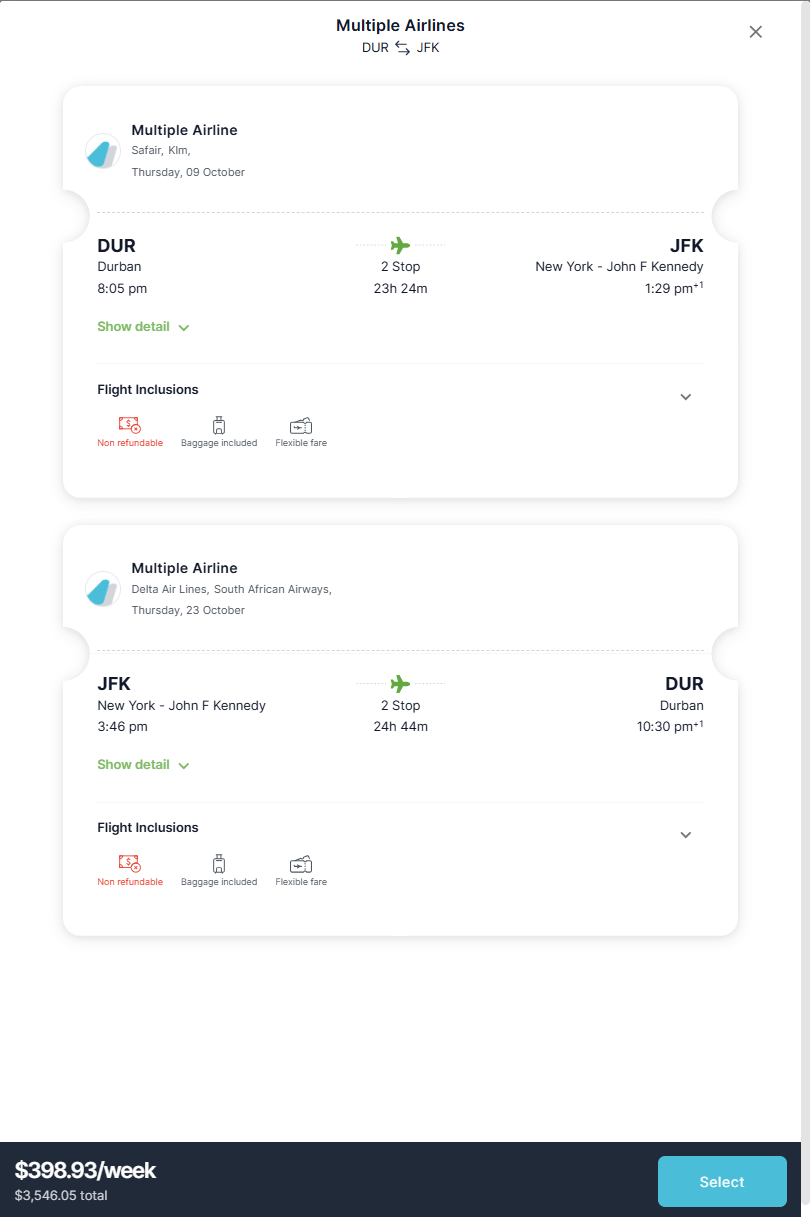 Multiple Airlines
DUR JFK
Multiple Airline
Safair, Klm,
Thursday, 09 October
DUR JFK
Durban 2 Stop New York - John F Kennedy
8:05 pm 23h 24m 1:29 pm+1
Show detail
Flight Inclusions
Non refundable Baggage included Flexible fare
Multiple Airline
Delta Air Lines, South African Airways,
Thursday, 23 October
JFK DUR
New York - John F Kennedy 2 Stop Durban
3:46 pm 24h 44m 10:30 pm+1
Show detail
Flight Inclusions
Non refundable Baggage included Flexible fare
$398.93/week
$3,546.05 total
Select